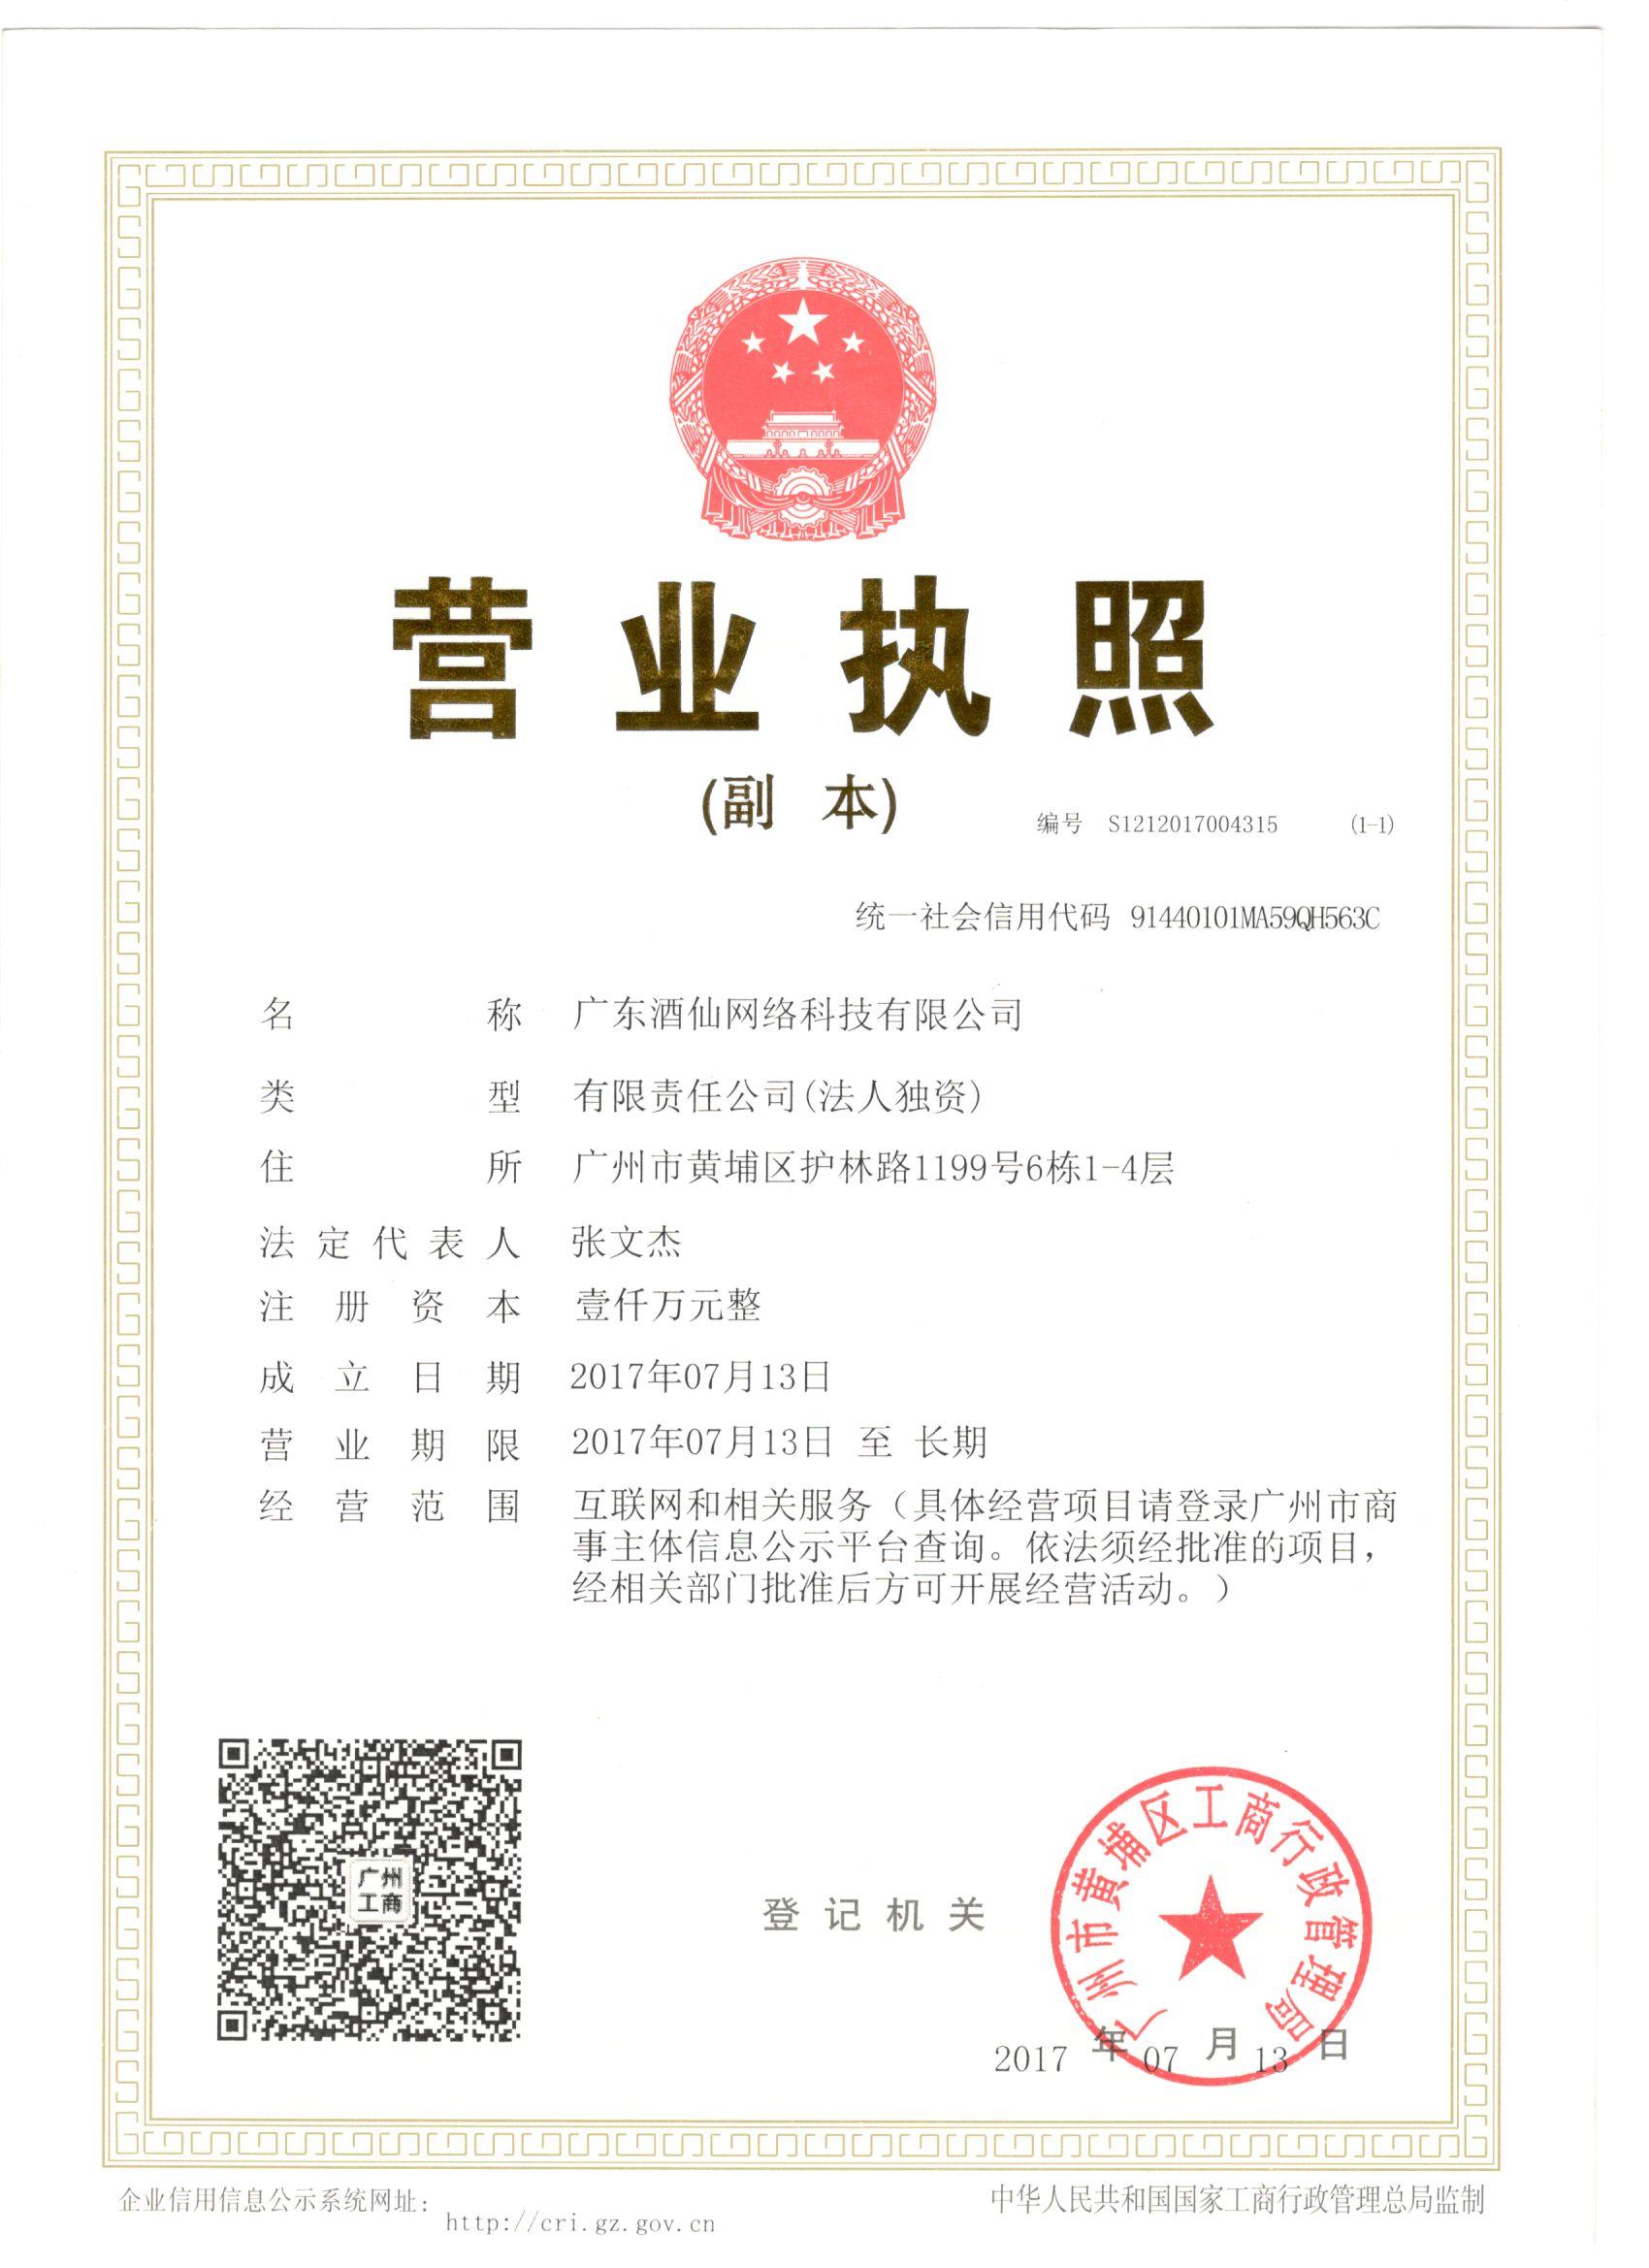 营业执照
(副 本)
编号 S1212017004315 (1-1)
统一社会信用代码 91440101MA59QH563C
名称 广东酒仙网络科技有限公司
类型 有限责任公司(法人独资)
住所 广州市黄埔区护林路1199号6栋1-4层
法定代表人 张文杰
注册资本 壹仟万元整
成立日期 2017年07月13日
营业期限 2017年07月13日 至 长期
经营范围 互联网和相关服务（具体经营项目请登录广州市商
事主体信息公示平台查询。依法须经批准的项目，
经相关部门批准后方可开展经营活动。）
广州
工商
登记机关
广州市黄埔区工商行政管理局
2017 年 07 月 13 日
企业信用信息公示系统网址：
http://cri.gz.gov.cn
中华人民共和国国家工商行政管理总局监制